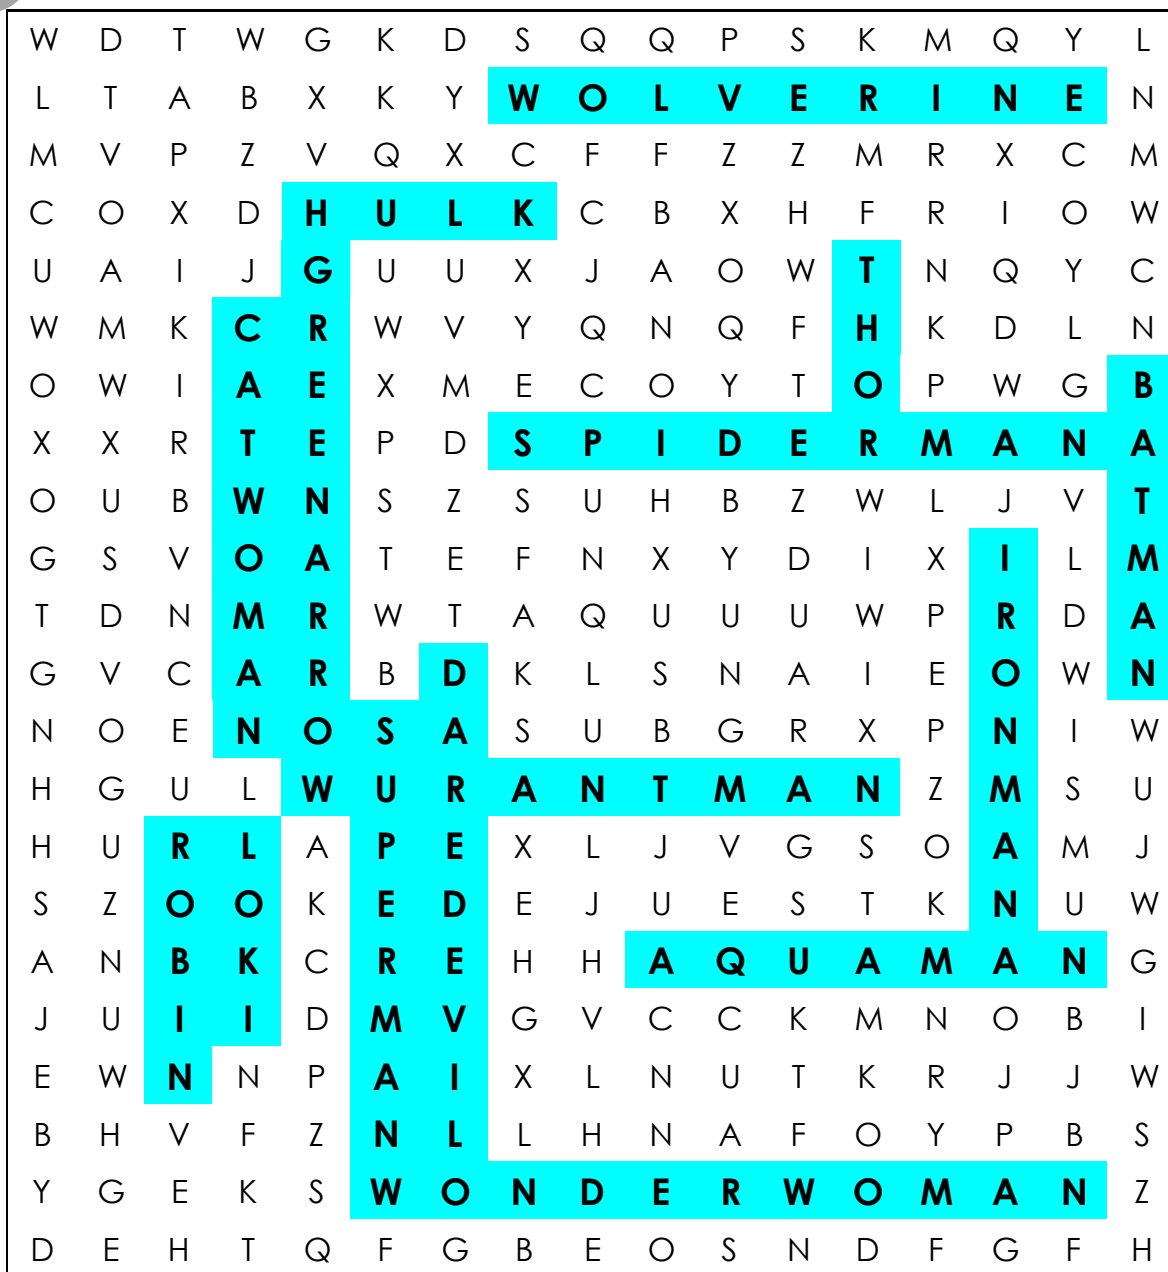 W D T W G K D S Q Q P S K M Q Y L
L T A B X K Y W O L V E R I N E N
M V P Z V Q X C F F Z Z M R X C M
C O X D H U L K C B X H F R I O W
U A I J G U U X J A O W T N Q Y C
W M K C R W V Y Q N Q F H K D L N
O W I A E X M E C O Y T O P W G B
X X R T E P D S P I D E R M A N A
O U B W N S Z S U H B Z W L J V T
G S V O A T E F N X Y D I X I L M
T D N M R W T A Q U U U W P R D A
G V C A R B D K L S N A I E O W N
N O E N O S A S U B G R X P N I W
H G U L W U R A N T M A N Z M S U
H U R L A P E X L J V G S O A M J
S Z O O K E D E J U E S T K N U W
A N B K C R E H H A Q U A M A N G
J U I I D M V G V C C K M N O B I
E W N N P A I X L N U T K R J J W
B H V F Z N L L H N A F O Y P B S
Y G E K S W O N D E R W O M A N Z
D E H T Q F G B E O S N D F G F H